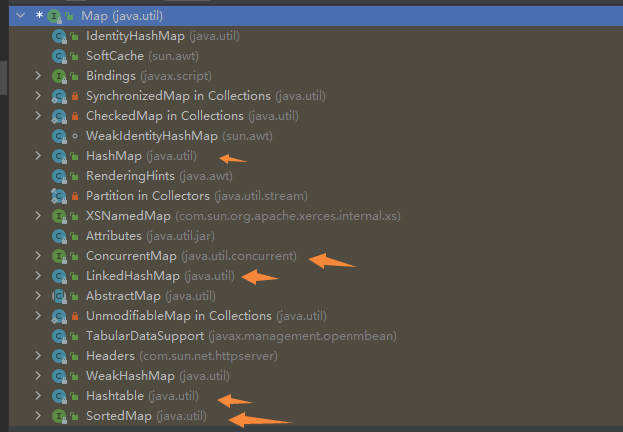 * Map (java.util)
IdentityHashMap (java.util)
SoftCache (sun.awt)
Bindings (javax.script)
SynchronizedMap in Collections (java.util)
CheckedMap in Collections (java.util)
WeakIdentityHashMap (sun.awt)
HashMap (java.util)
RenderingHints (java.awt)
Partition in Collectors (java.util.stream)
XSNamedMap (com.sun.org.apache.xerces.internal.xs)
Attributes (java.util.jar)
ConcurrentMap (java.util.concurrent)
LinkedHashMap (java.util)
AbstractMap (java.util)
UnmodifiableMap in Collections (java.util)
TabularDataSupport (javax.management.openmbean)
Headers (com.sun.net.httpserver)
WeakHashMap (java.util)
Hashtable (java.util)
SortedMap (java.util)